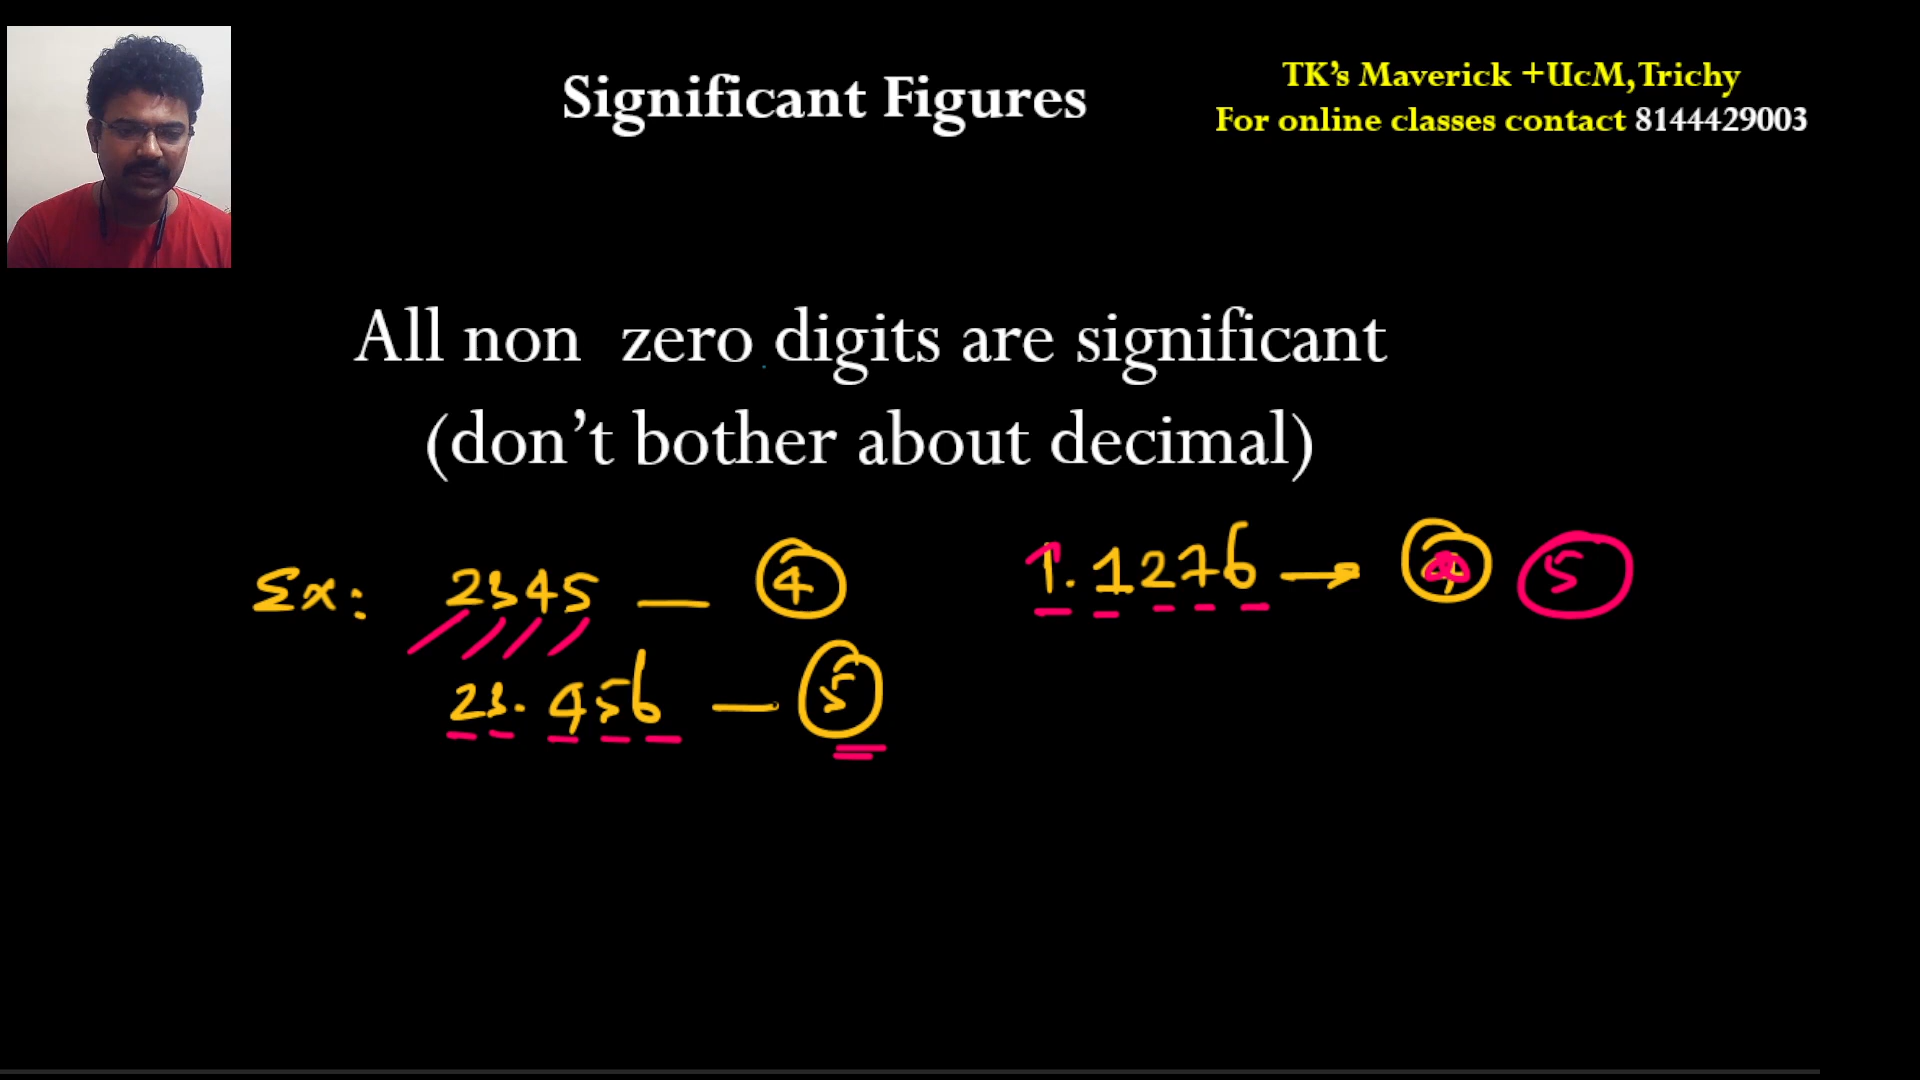 Significant Figures
TK's Maverick +UcM,Trichy
For online classes contact 8144429003
All non zero digits are significant
(don't bother about decimal)
Ex: 2345 — 4
1.1276 → 5
23.456 — 5